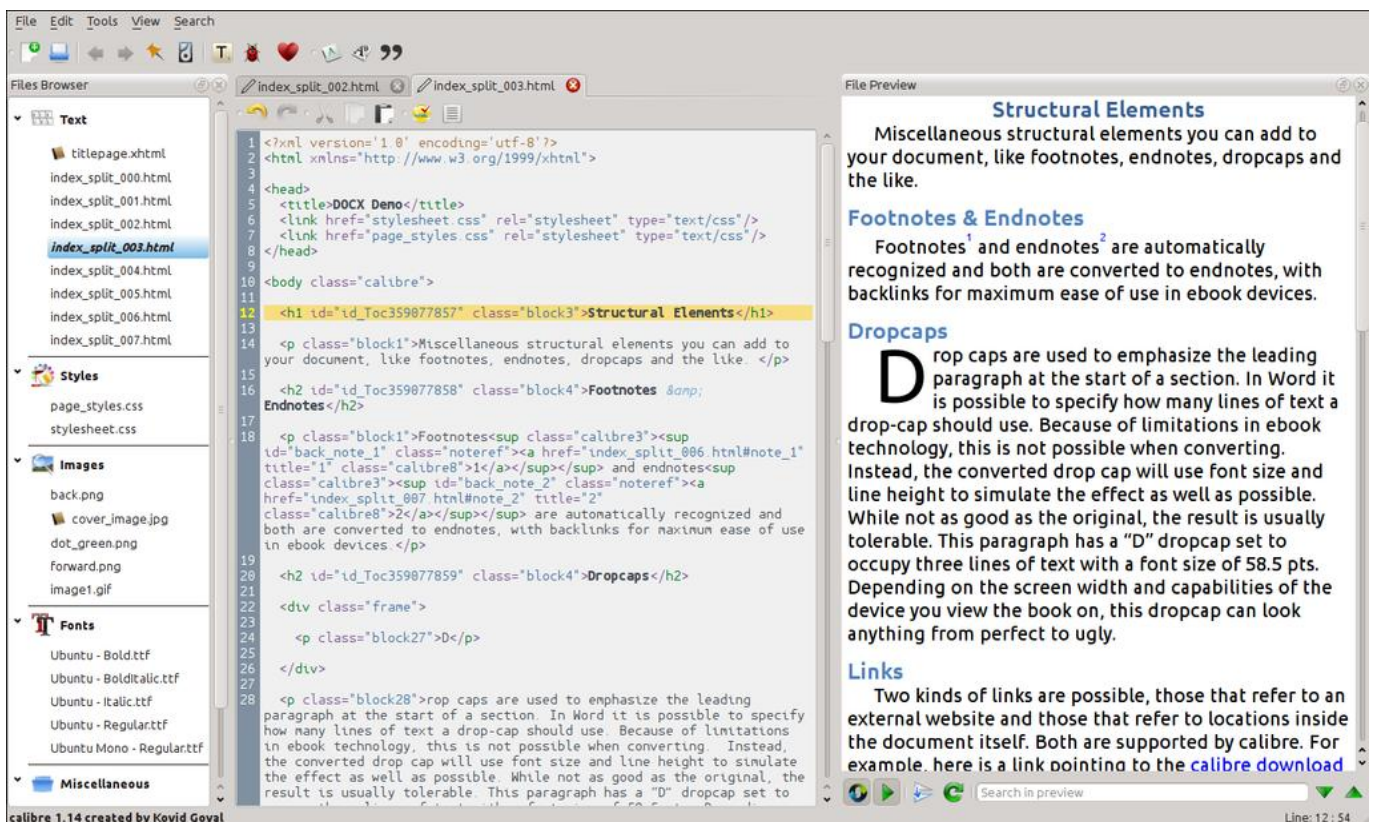 File Edit Tools View Search
Files Browser
Text
titlepage.xhtml
index_split_000.html
index_split_001.html
index_split_002.html
index_split_003.html
index_split_004.html
index_split_005.html
index_split_006.html
index_split_007.html
Styles
page_styles.css
stylesheet.css
Images
back.png
cover_image.jpg
dot_green.png
forward.png
image1.gif
Fonts
Ubuntu - Bold.ttf
Ubuntu - BoldItalic.ttf
Ubuntu - Italic.ttf
Ubuntu - Regular.ttf
Ubuntu Mono - Regular.ttf
Miscellaneous
index_split_002.html index_split_003.html
1 <?xml version='1.0' encoding='utf-8'?>
2 <html xmlns="http://www.w3.org/1999/xhtml">
3
4 <head>
5 <title>DOCX Demo</title>
6 <link href="stylesheet.css" rel="stylesheet" type="text/css"/>
7 <link href="page_styles.css" rel="stylesheet" type="text/css"/>
8 </head>
9
10 <body class="calibre">
11
12 <h1 id="id_Toc359077857" class="block3">Structural Elements</h1>
13
14 <p class="block1">Miscellaneous structural elements you can add to
your document, like footnotes, endnotes, dropcaps and the like. </p>
15
16 <h2 id="id_Toc359077858" class="block4">Footnotes &amp;
Endnotes</h2>
17
18 <p class="block1">Footnotes<sup class="calibre3"><sup
id="back_note_1" class="noteref"><a href="index_split_006.html#note_1"
title="1" class="calibre8">1</a></sup></sup> and endnotes<sup
class="calibre3"><sup id="back_note_2" class="noteref"><a
href="index_split_007.html#note_2" title="2"
class="calibre8">2</a></sup></sup> are automatically recognized and
both are converted to endnotes, with backlinks for maximum ease of use
in ebook devices.</p>
19
20 <h2 id="id_Toc359077859" class="block4">Dropcaps</h2>
21
22 <div class="frame">
23
24 <p class="block27">D</p>
25
26 </div>
27
28 <p class="block28">rop caps are used to emphasize the leading
paragraph at the start of a section. In Word it is possible to specify
how many lines of text a drop-cap should use. Because of limitations
in ebook technology, this is not possible when converting. Instead,
the converted drop cap will use font size and line height to simulate
the effect as well as possible. While not as good as the original, the
result is usually tolerable. This paragraph has a "D" dropcap set to
File Preview
Structural Elements
Miscellaneous structural elements you can add to
your document, like footnotes, endnotes, dropcaps and
the like.
Footnotes & Endnotes
Footnotes1 and endnotes2 are automatically
recognized and both are converted to endnotes, with
backlinks for maximum ease of use in ebook devices.
Dropcaps
Drop caps are used to emphasize the leading
paragraph at the start of a section. In Word it
is possible to specify how many lines of text a
drop-cap should use. Because of limitations in ebook
technology, this is not possible when converting.
Instead, the converted drop cap will use font size and
line height to simulate the effect as well as possible.
While not as good as the original, the result is usually
tolerable. This paragraph has a “D” dropcap set to
occupy three lines of text with a font size of 58.5 pts.
Depending on the screen width and capabilities of the
device you view the book on, this dropcap can look
anything from perfect to ugly.
Links
Two kinds of links are possible, those that refer to an
external website and those that refer to locations inside
the document itself. Both are supported by calibre. For
example, here is a link pointing to the calibre download
Search in preview
calibre 1.14 created by Kovid Goyal
Line: 12 : 54